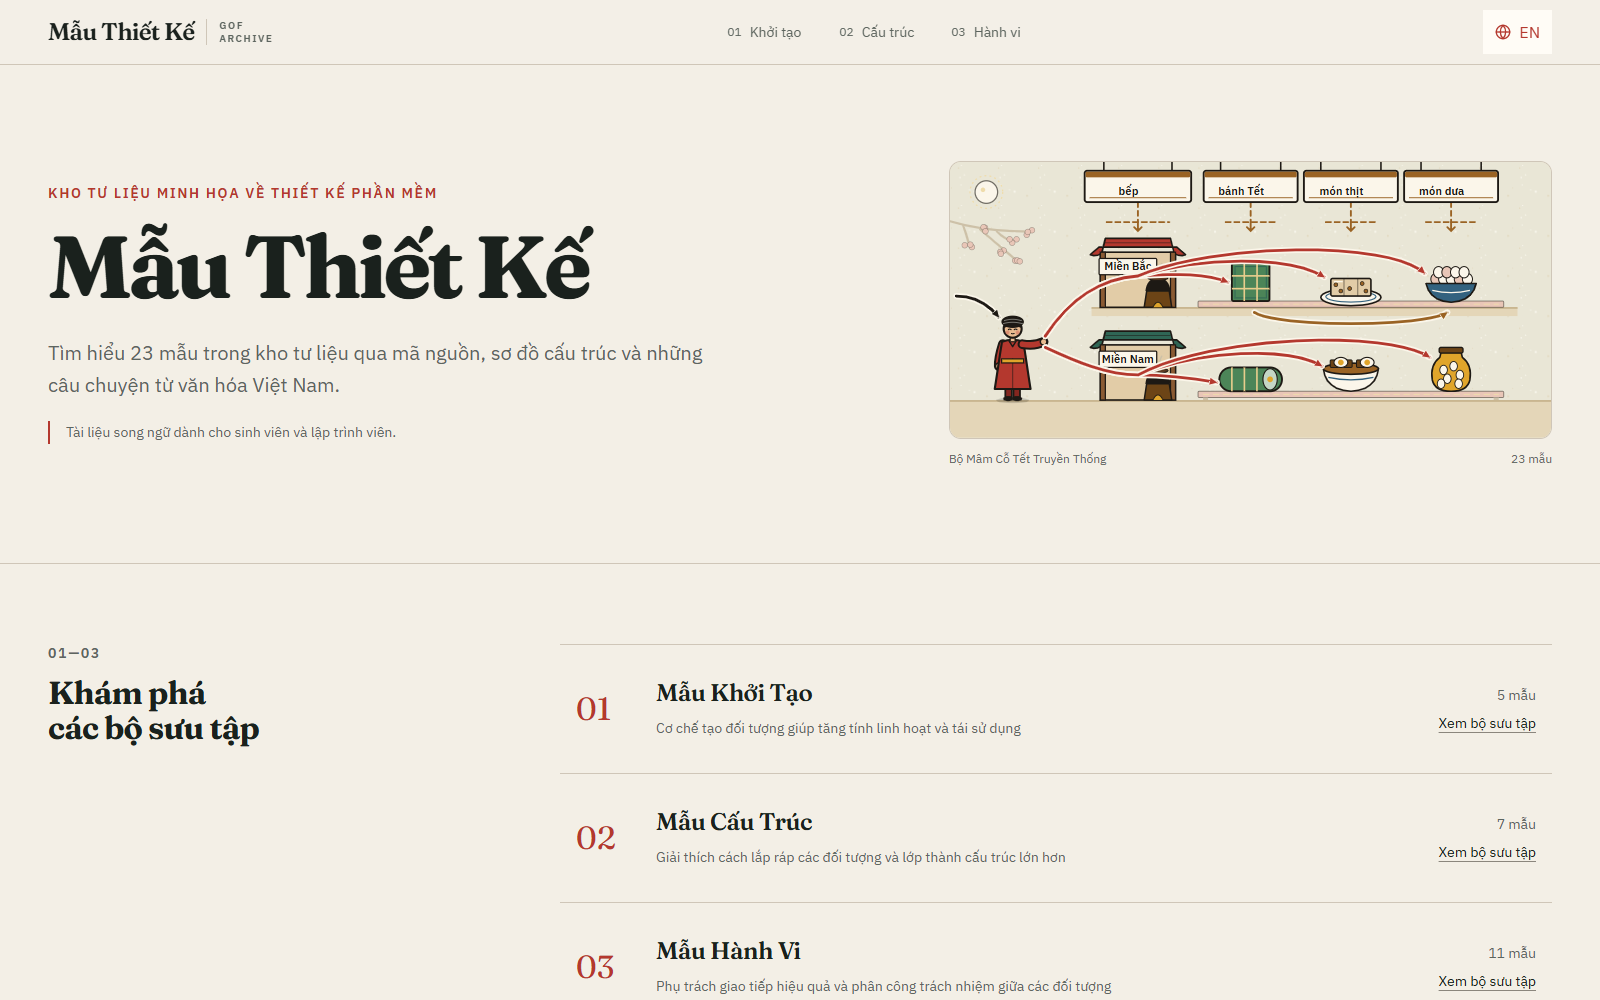 Mẫu Thiết Kế
GOF
ARCHIVE
01 Khởi tạo
02 Cấu trúc
03 Hành vi
EN
KHO TƯ LIỆU MINH HỌA VỀ THIẾT KẾ PHẦN MỀM
Mẫu Thiết Kế
Tìm hiểu 23 mẫu trong kho tư liệu qua mã nguồn, sơ đồ cấu trúc và những
câu chuyện từ văn hóa Việt Nam.
Tài liệu song ngữ dành cho sinh viên và lập trình viên.
bếp
bánh Tét
món thịt
món dưa
Miền Bắc
Miền Nam
Bộ Mâm Cỗ Tết Truyền Thống
23 mẫu
01—03
Khám phá
các bộ sưu tập
01
Mẫu Khởi Tạo
Cơ chế tạo đối tượng giúp tăng tính linh hoạt và tái sử dụng
5 mẫu
Xem bộ sưu tập
02
Mẫu Cấu Trúc
Giải thích cách lắp ráp các đối tượng và lớp thành cấu trúc lớn hơn
7 mẫu
Xem bộ sưu tập
03
Mẫu Hành Vi
Phụ trách giao tiếp hiệu quả và phân công trách nhiệm giữa các đối tượng
11 mẫu
Xem bộ sưu tập